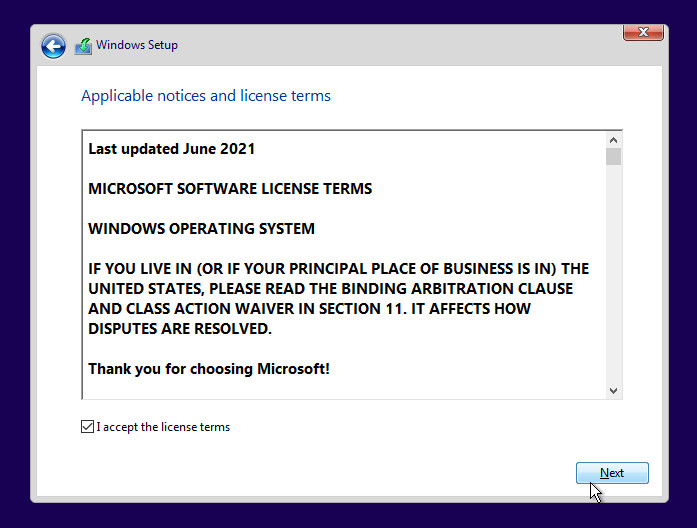 Windows Setup
Applicable notices and license terms
Last updated June 2021
MICROSOFT SOFTWARE LICENSE TERMS
WINDOWS OPERATING SYSTEM
IF YOU LIVE IN (OR IF YOUR PRINCIPAL PLACE OF BUSINESS IS IN) THE
UNITED STATES, PLEASE READ THE BINDING ARBITRATION CLAUSE
AND CLASS ACTION WAIVER IN SECTION 11. IT AFFECTS HOW
DISPUTES ARE RESOLVED.
Thank you for choosing Microsoft!
I accept the license terms
Next